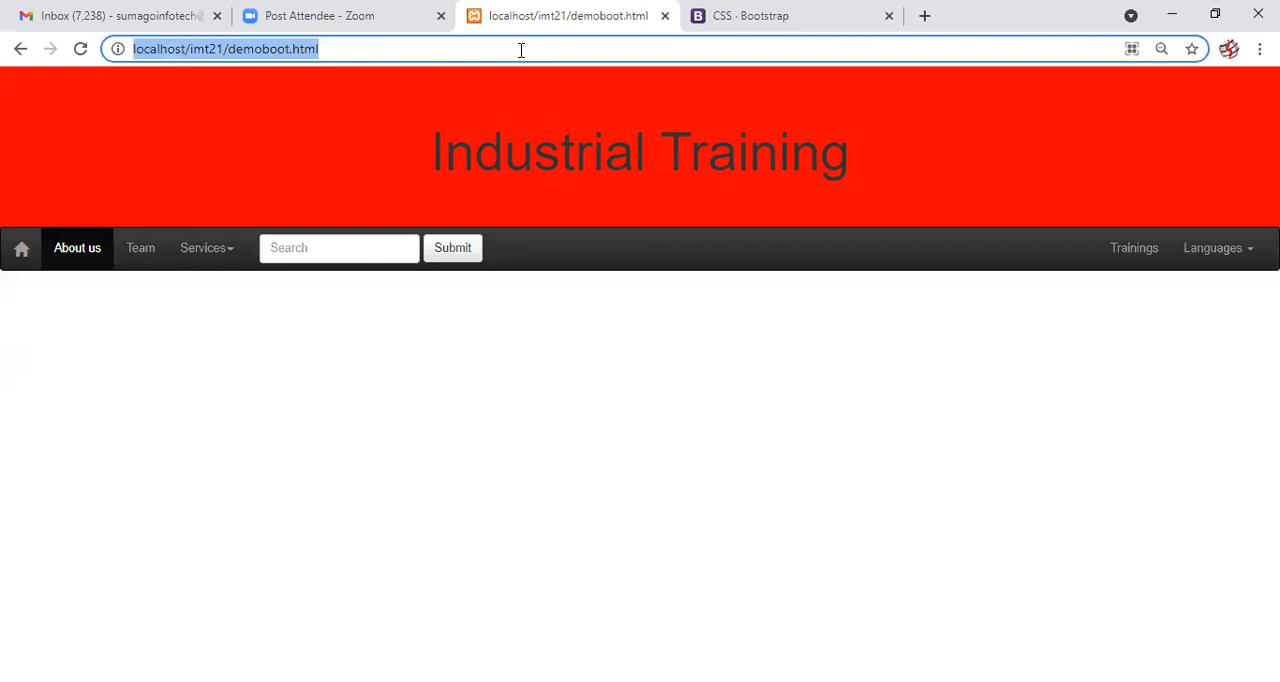 Inbox (7,238) - sumagoinfotech@
Post Attendee - Zoom
localhost/imt21/demoboot.html
CSS · Bootstrap
localhost/imt21/demoboot.html
Industrial Training
About us Team Services Search Submit Trainings Languages